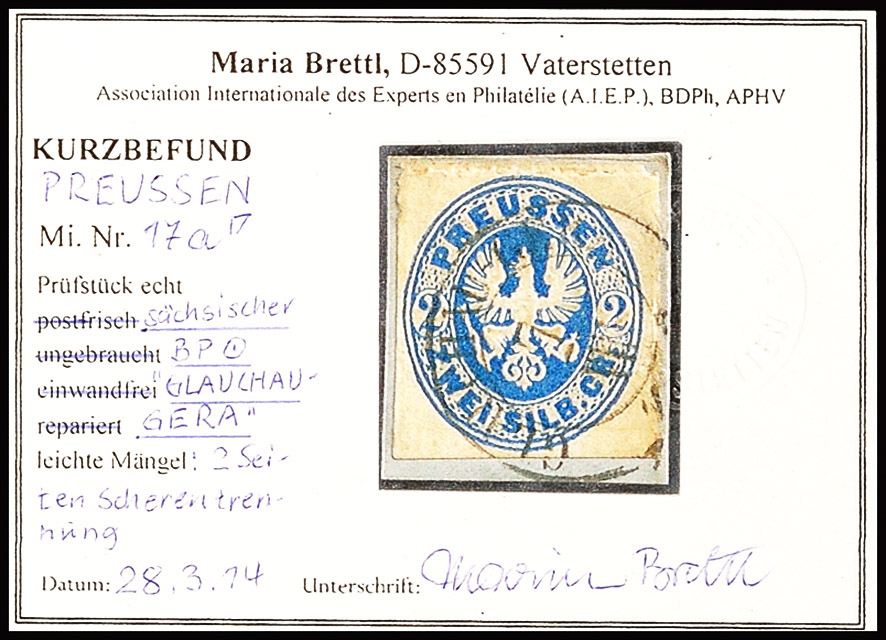 Maria Brettl, D-85591 Vaterstetten
Association Internationale des Experts en Philatélie (A.I.E.P.), BDPh, APHV
KURZBEFUND
PREUSSEN
Mi. Nr. 17a
Prüfstück echt
postfrisch sächsischer
ungebraucht BP
einwandfrei "GLAUCHAU-
repariert GERA"
leichte Mängel: 2 Sei-
ten Scherentren-
nung
Datum: 28.3.14 Unterschrift: Maria Brettl
PREUSSEN
2 2
ZWEI SILB.GR.